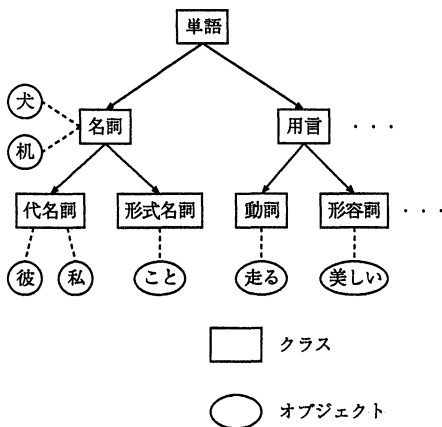 単語
犬
名詞
用言
・・・
机
代名詞
形式名詞
動詞
形容詞
・・・
彼
私
こと
走る
美しい
クラス
オブジェクト